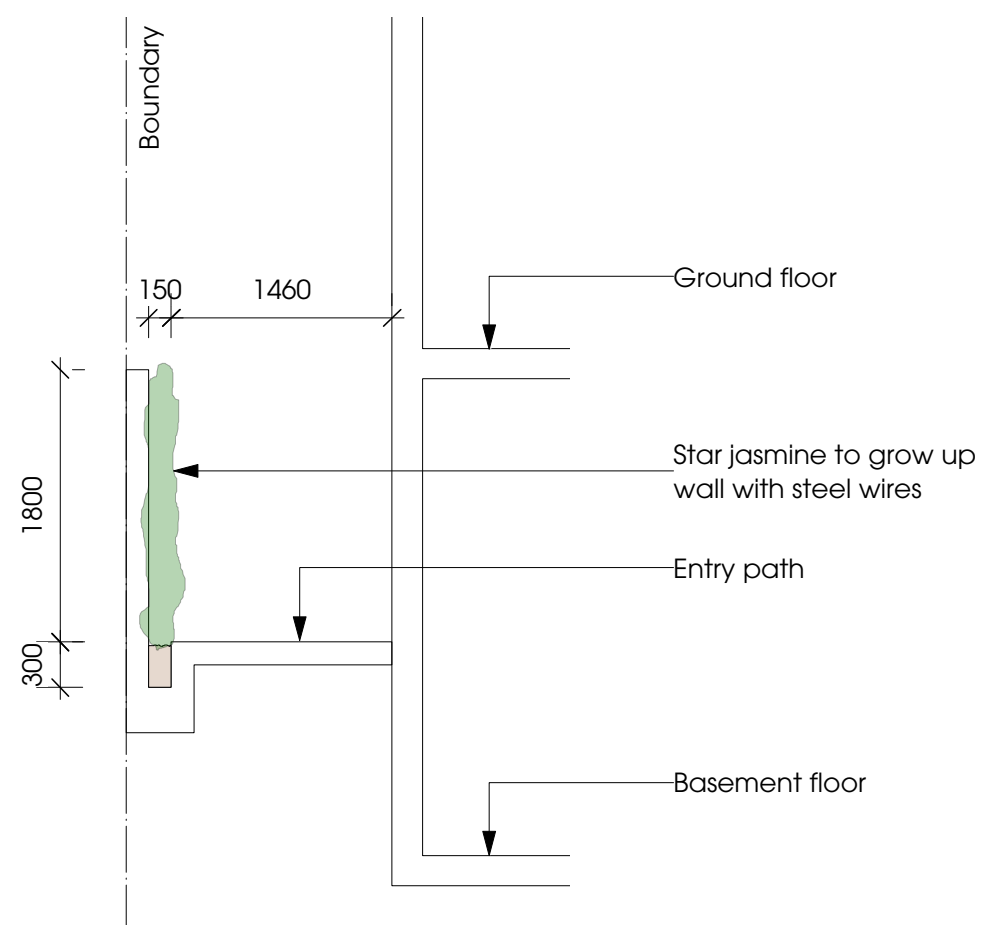 Boundary
150
1460
Ground floor
1800
Star jasmine to grow up
wall with steel wires
Entry path
300
Basement floor